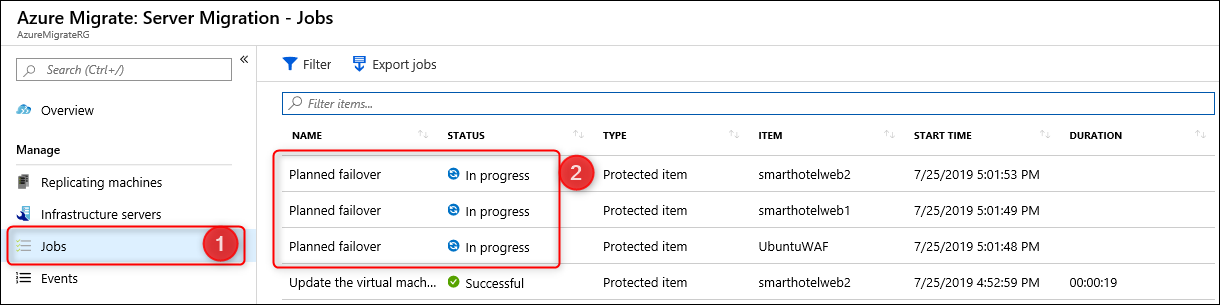 Azure Migrate: Server Migration - Jobs
AzureMigrateRG
Search (Ctrl+/)
«
Filter
Export jobs
Overview
Filter items...
NAME STATUS TYPE ITEM START TIME DURATION
Manage
Planned failover In progress 2 Protected item smarthotelweb2 7/25/2019 5:01:53 PM
Replicating machines
Planned failover In progress Protected item smarthotelweb1 7/25/2019 5:01:49 PM
Infrastructure servers
Planned failover In progress Protected item UbuntuWAF 7/25/2019 5:01:48 PM
Jobs 1
Events
Update the virtual mach... Successful Protected item smarthotelweb2 7/25/2019 4:52:59 PM 00:00:19